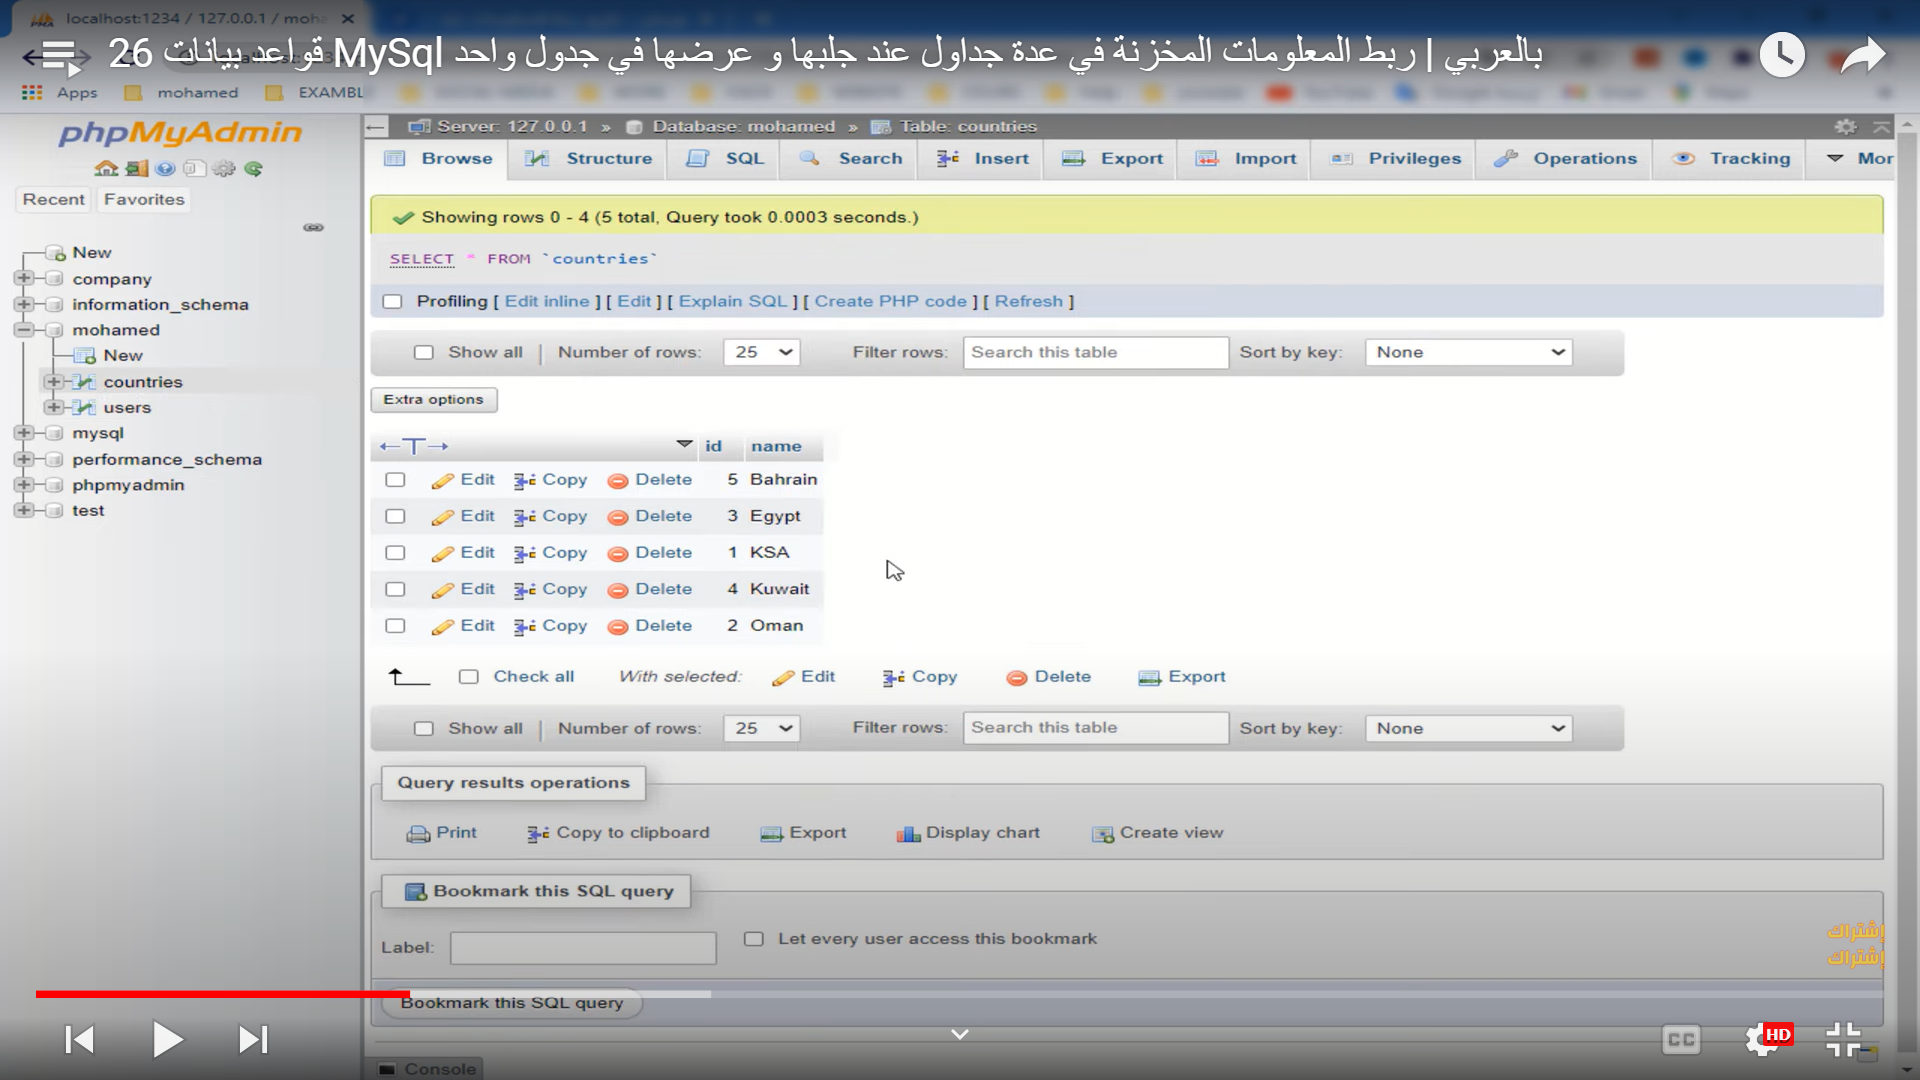 localhost:1234 / 127.0.0.1 / moha
قواعد بيانات MySql بالعربي | ربط المعلومات المخزنة في عدة جداول عند جلبها و عرضها في جدول واحد 26
Apps mohamed EXAMBL
phpMyAdmin
Server: 127.0.0.1 » Database: mohamed » Table: countries
Browse Structure SQL Search Insert Export Import Privileges Operations Tracking Mor
Recent Favorites
New
company
information_schema
mohamed
New
countries
users
mysql
performance_schema
phpmyadmin
test
Showing rows 0 - 4 (5 total, Query took 0.0003 seconds.)
SELECT * FROM `countries`
Profiling [ Edit inline ] [ Edit ] [ Explain SQL ] [ Create PHP code ] [ Refresh ]
Show all | Number of rows: 25 Filter rows: Search this table Sort by key: None
Extra options
←T→ id name
Edit Copy Delete 5 Bahrain
Edit Copy Delete 3 Egypt
Edit Copy Delete 1 KSA
Edit Copy Delete 4 Kuwait
Edit Copy Delete 2 Oman
Check all With selected: Edit Copy Delete Export
Show all | Number of rows: 25 Filter rows: Search this table Sort by key: None
Query results operations
Print Copy to clipboard Export Display chart Create view
Bookmark this SQL query
Label: Let every user access this bookmark
إشتراك
إشتراك
Bookmark this SQL query
CC HD
Console